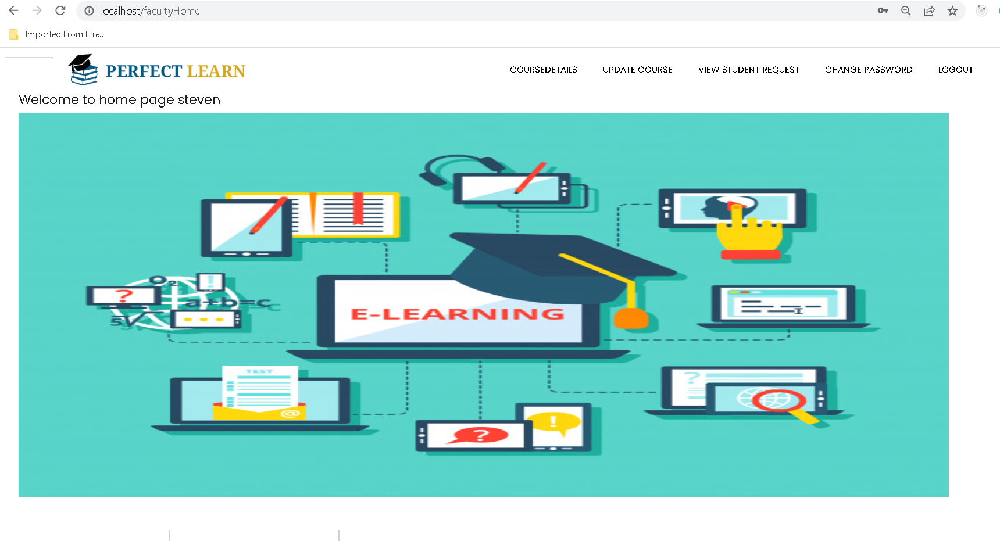 localhost/facultyHome
Imported From Fire...
PERFECT LEARN
COURSEDETAILS UPDATE COURSE VIEW STUDENT REQUEST CHANGE PASSWORD LOGOUT
Welcome to home page steven
O₂
?
!
a+b=c
5√
E-LEARNING
TEST
@
?
!
?